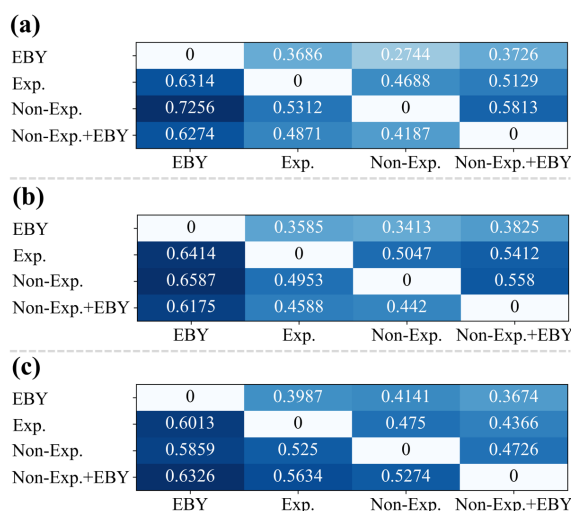 (a)
EBY 0 0.3686 0.2744 0.3726
Exp. 0.6314 0 0.4688 0.5129
Non-Exp. 0.7256 0.5312 0 0.5813
Non-Exp.+EBY 0.6274 0.4871 0.4187 0
EBY Exp. Non-Exp. Non-Exp.+EBY
(b)
EBY 0 0.3585 0.3413 0.3825
Exp. 0.6414 0 0.5047 0.5412
Non-Exp. 0.6587 0.4953 0 0.558
Non-Exp.+EBY 0.6175 0.4588 0.442 0
EBY Exp. Non-Exp. Non-Exp.+EBY
(c)
EBY 0 0.3987 0.4141 0.3674
Exp. 0.6013 0 0.475 0.4366
Non-Exp. 0.5859 0.525 0 0.4726
Non-Exp.+EBY 0.6326 0.5634 0.5274 0
EBY Exp. Non-Exp. Non-Exp.+EBY